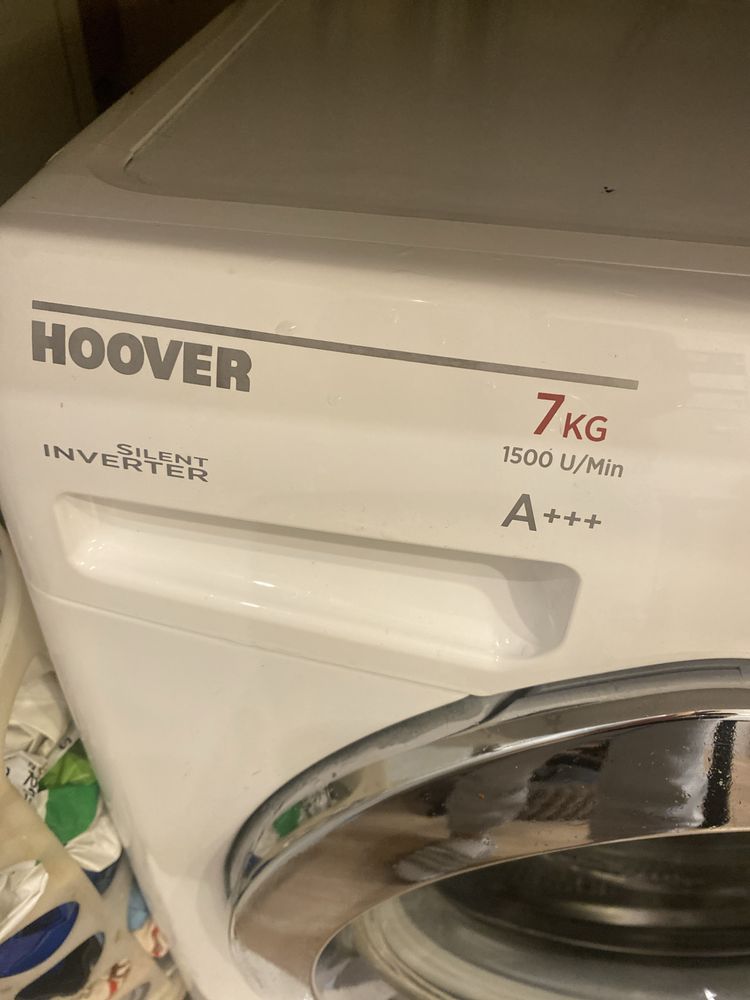 HOOVER
7KG
1500 U/Min
A+++
SILENT
INVERTER